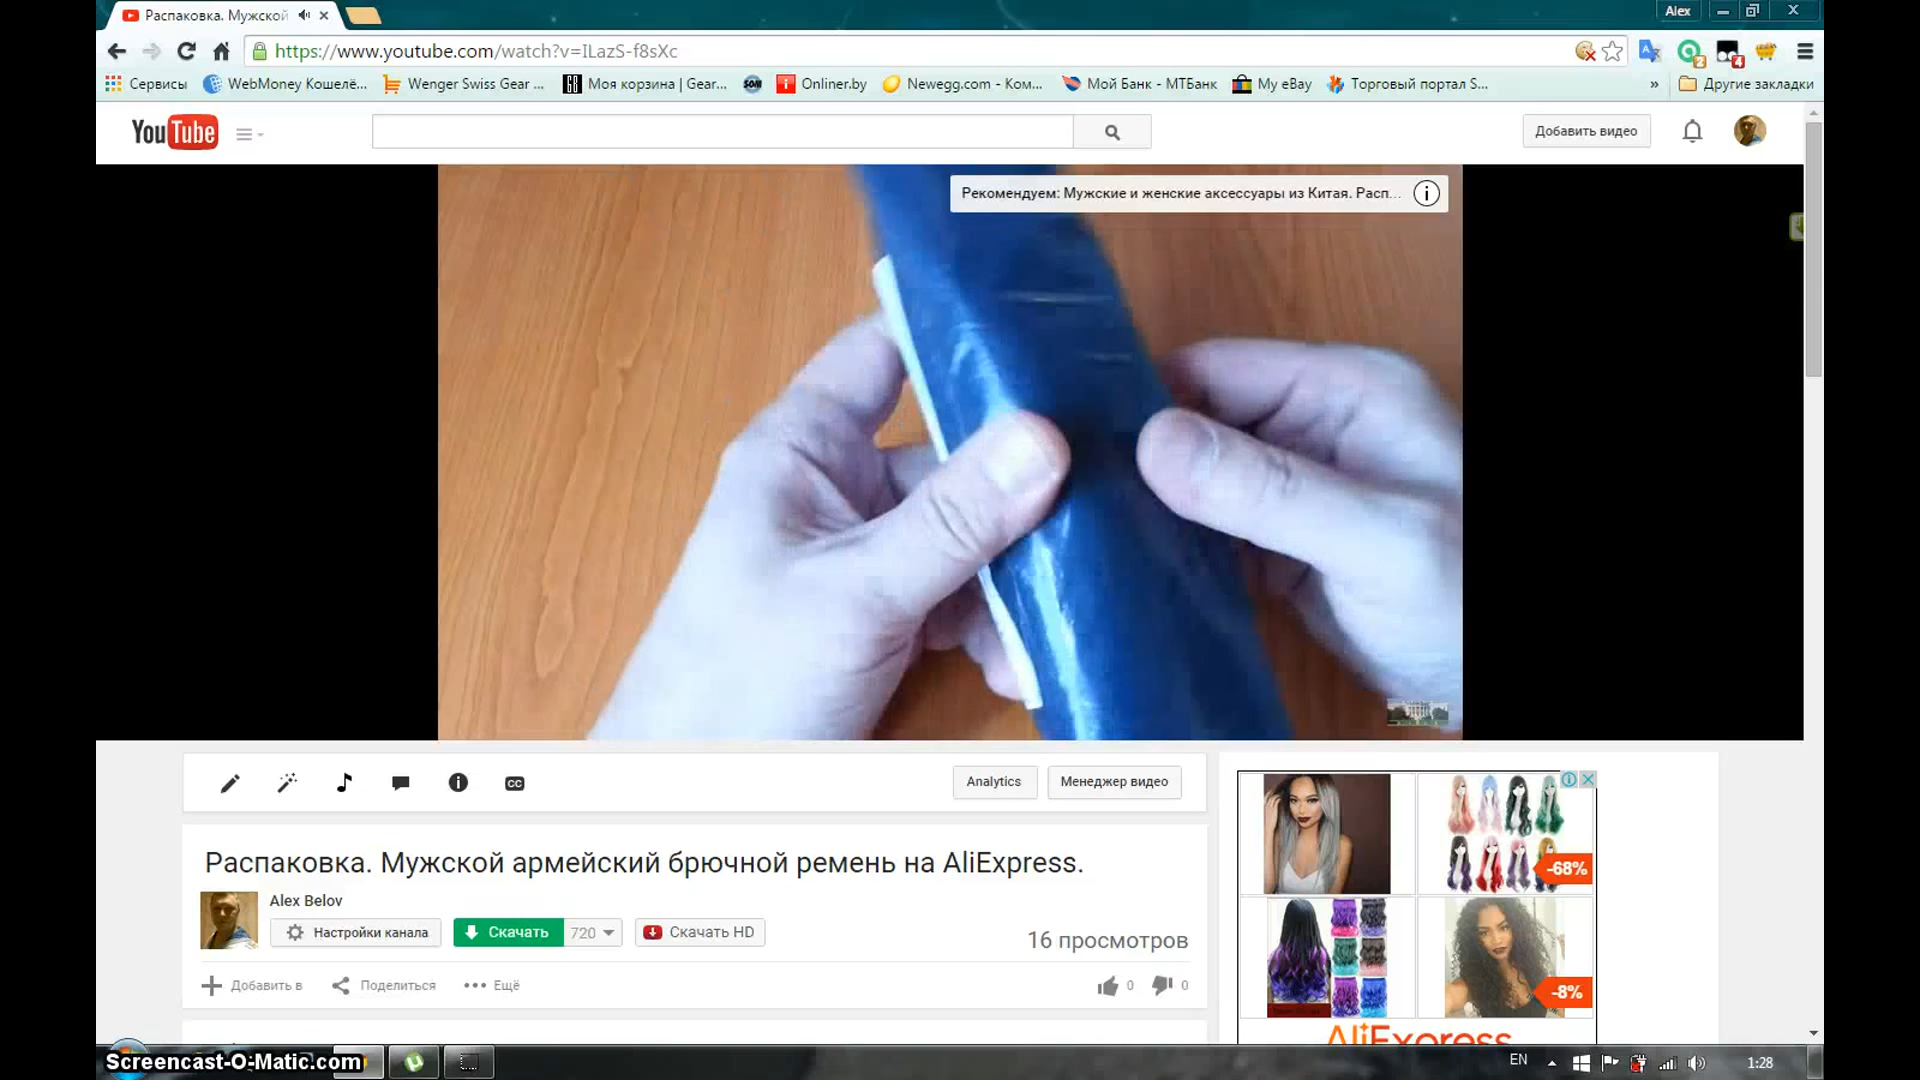 Распаковка. Мужской
Alex
https://www.youtube.com/watch?v=ILazS-f8sXc
2
4
Сервисы
WebMoney Кошелё...
Wenger Swiss Gear ...
Моя корзина | Gear...
Onliner.by
Newegg.com - Ком...
Мой Банк - МТБанк
My eBay
Торговый портал S...
»
Другие закладки
YouTube
Добавить видео
Рекомендуем: Мужские и женские аксессуары из Китая. Расп...
Analytics
Менеджер видео
Распаковка. Мужской армейский брючной ремень на AliExpress.
Alex Belov
Настройки канала
Скачать
720
Скачать HD
16 просмотров
Добавить в
Поделиться
Ещё
0
0
-68%
-8%
AliExpress
Screencast-O-Matic.com
EN
1:28